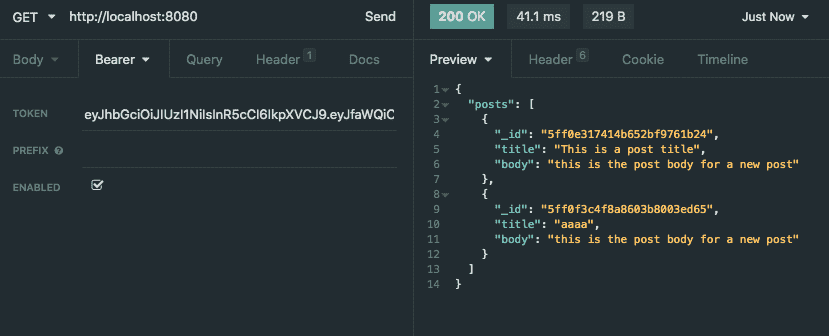 GET http://localhost:8080 Send
200 OK 41.1 ms 219 B Just Now
Body Bearer Query Header 1 Docs
Preview Header 6 Cookie Timeline
TOKEN eyJhbGciOiJIUzI1NiIsInR5cCI6IkpXVCJ9.eyJfaWQiC
PREFIX
ENABLED
1 {
2 "posts": [
3 {
4 "_id": "5ff0e317414b652bf9761b24",
5 "title": "This is a post title",
6 "body": "this is the post body for a new post"
7 },
8 {
9 "_id": "5ff0f3c4f8a8603b8003ed65",
10 "title": "aaaa",
11 "body": "this is the post body for a new post"
12 }
13 ]
14 }